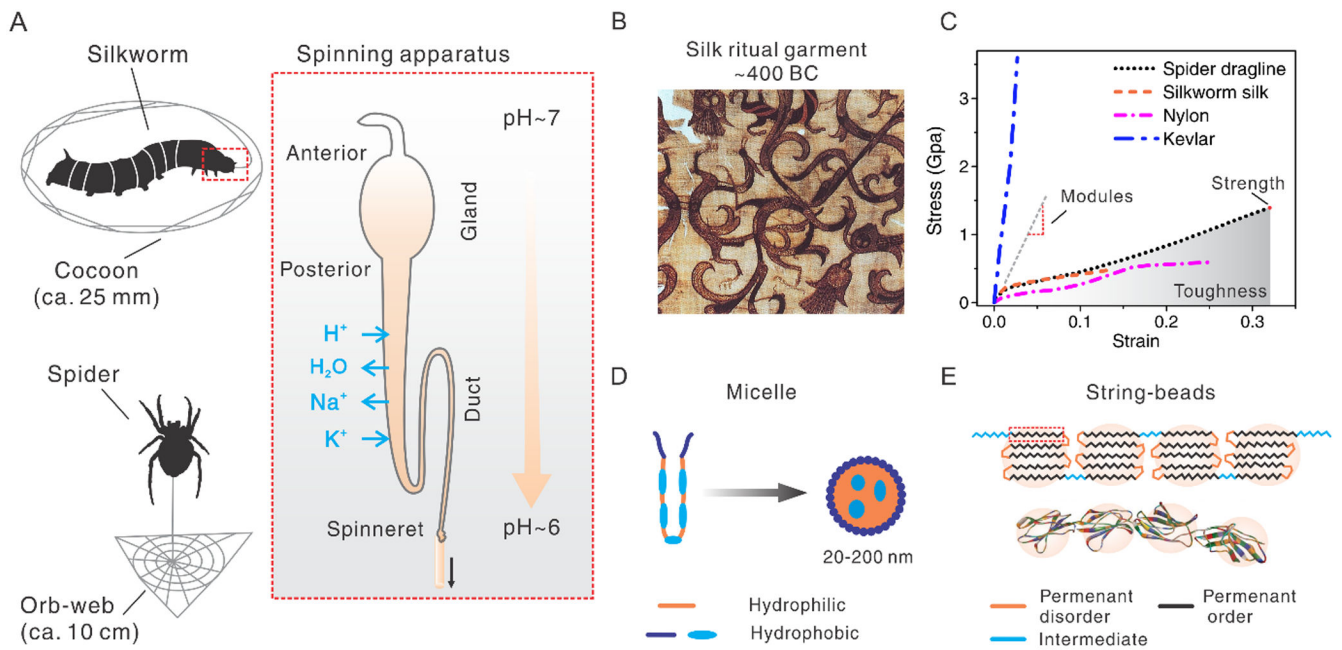 A
Silkworm
Cocoon
(ca. 25 mm)
Spider
Orb-web
(ca. 10 cm)
Spinning apparatus
pH~7
Anterior
Gland
Posterior
H⁺
H₂O
Na⁺
K⁺
Duct
Spinneret
pH~6
B
Silk ritual garment
~400 BC
C
Stress (Gpa)
3
2
1
0
Spider dragline
Silkworm silk
Nylon
Kevlar
Modules
Strength
Toughness
0.0 0.1 0.2 0.3
Strain
D
Micelle
20-200 nm
Hydrophilic
Hydrophobic
E
String-beads
Permenant
disorder
Permenant
order
Intermediate